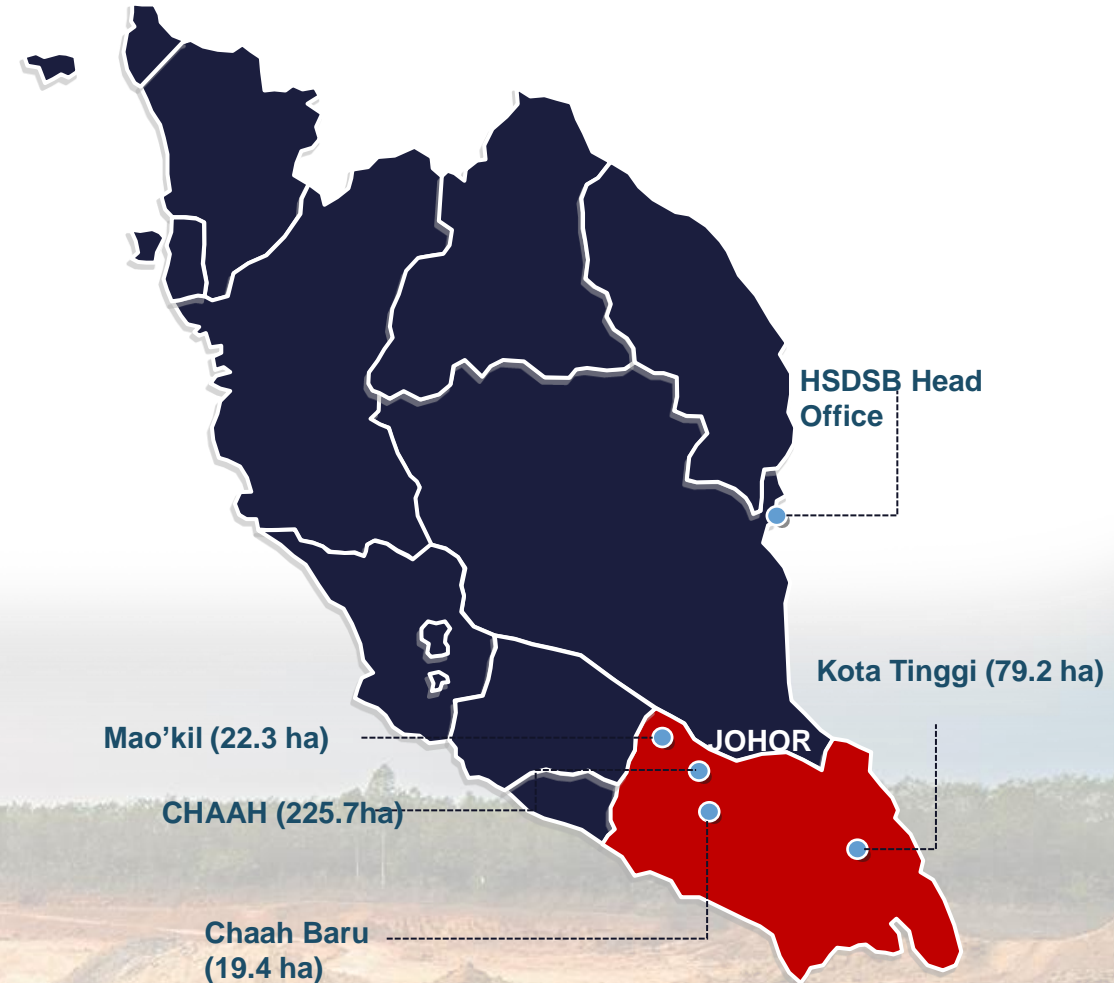 HSDSB Head
Office
Kota Tinggi (79.2 ha)
Mao’kil (22.3 ha)
JOHOR
CHAAH (225.7ha)
Chaah Baru
(19.4 ha)